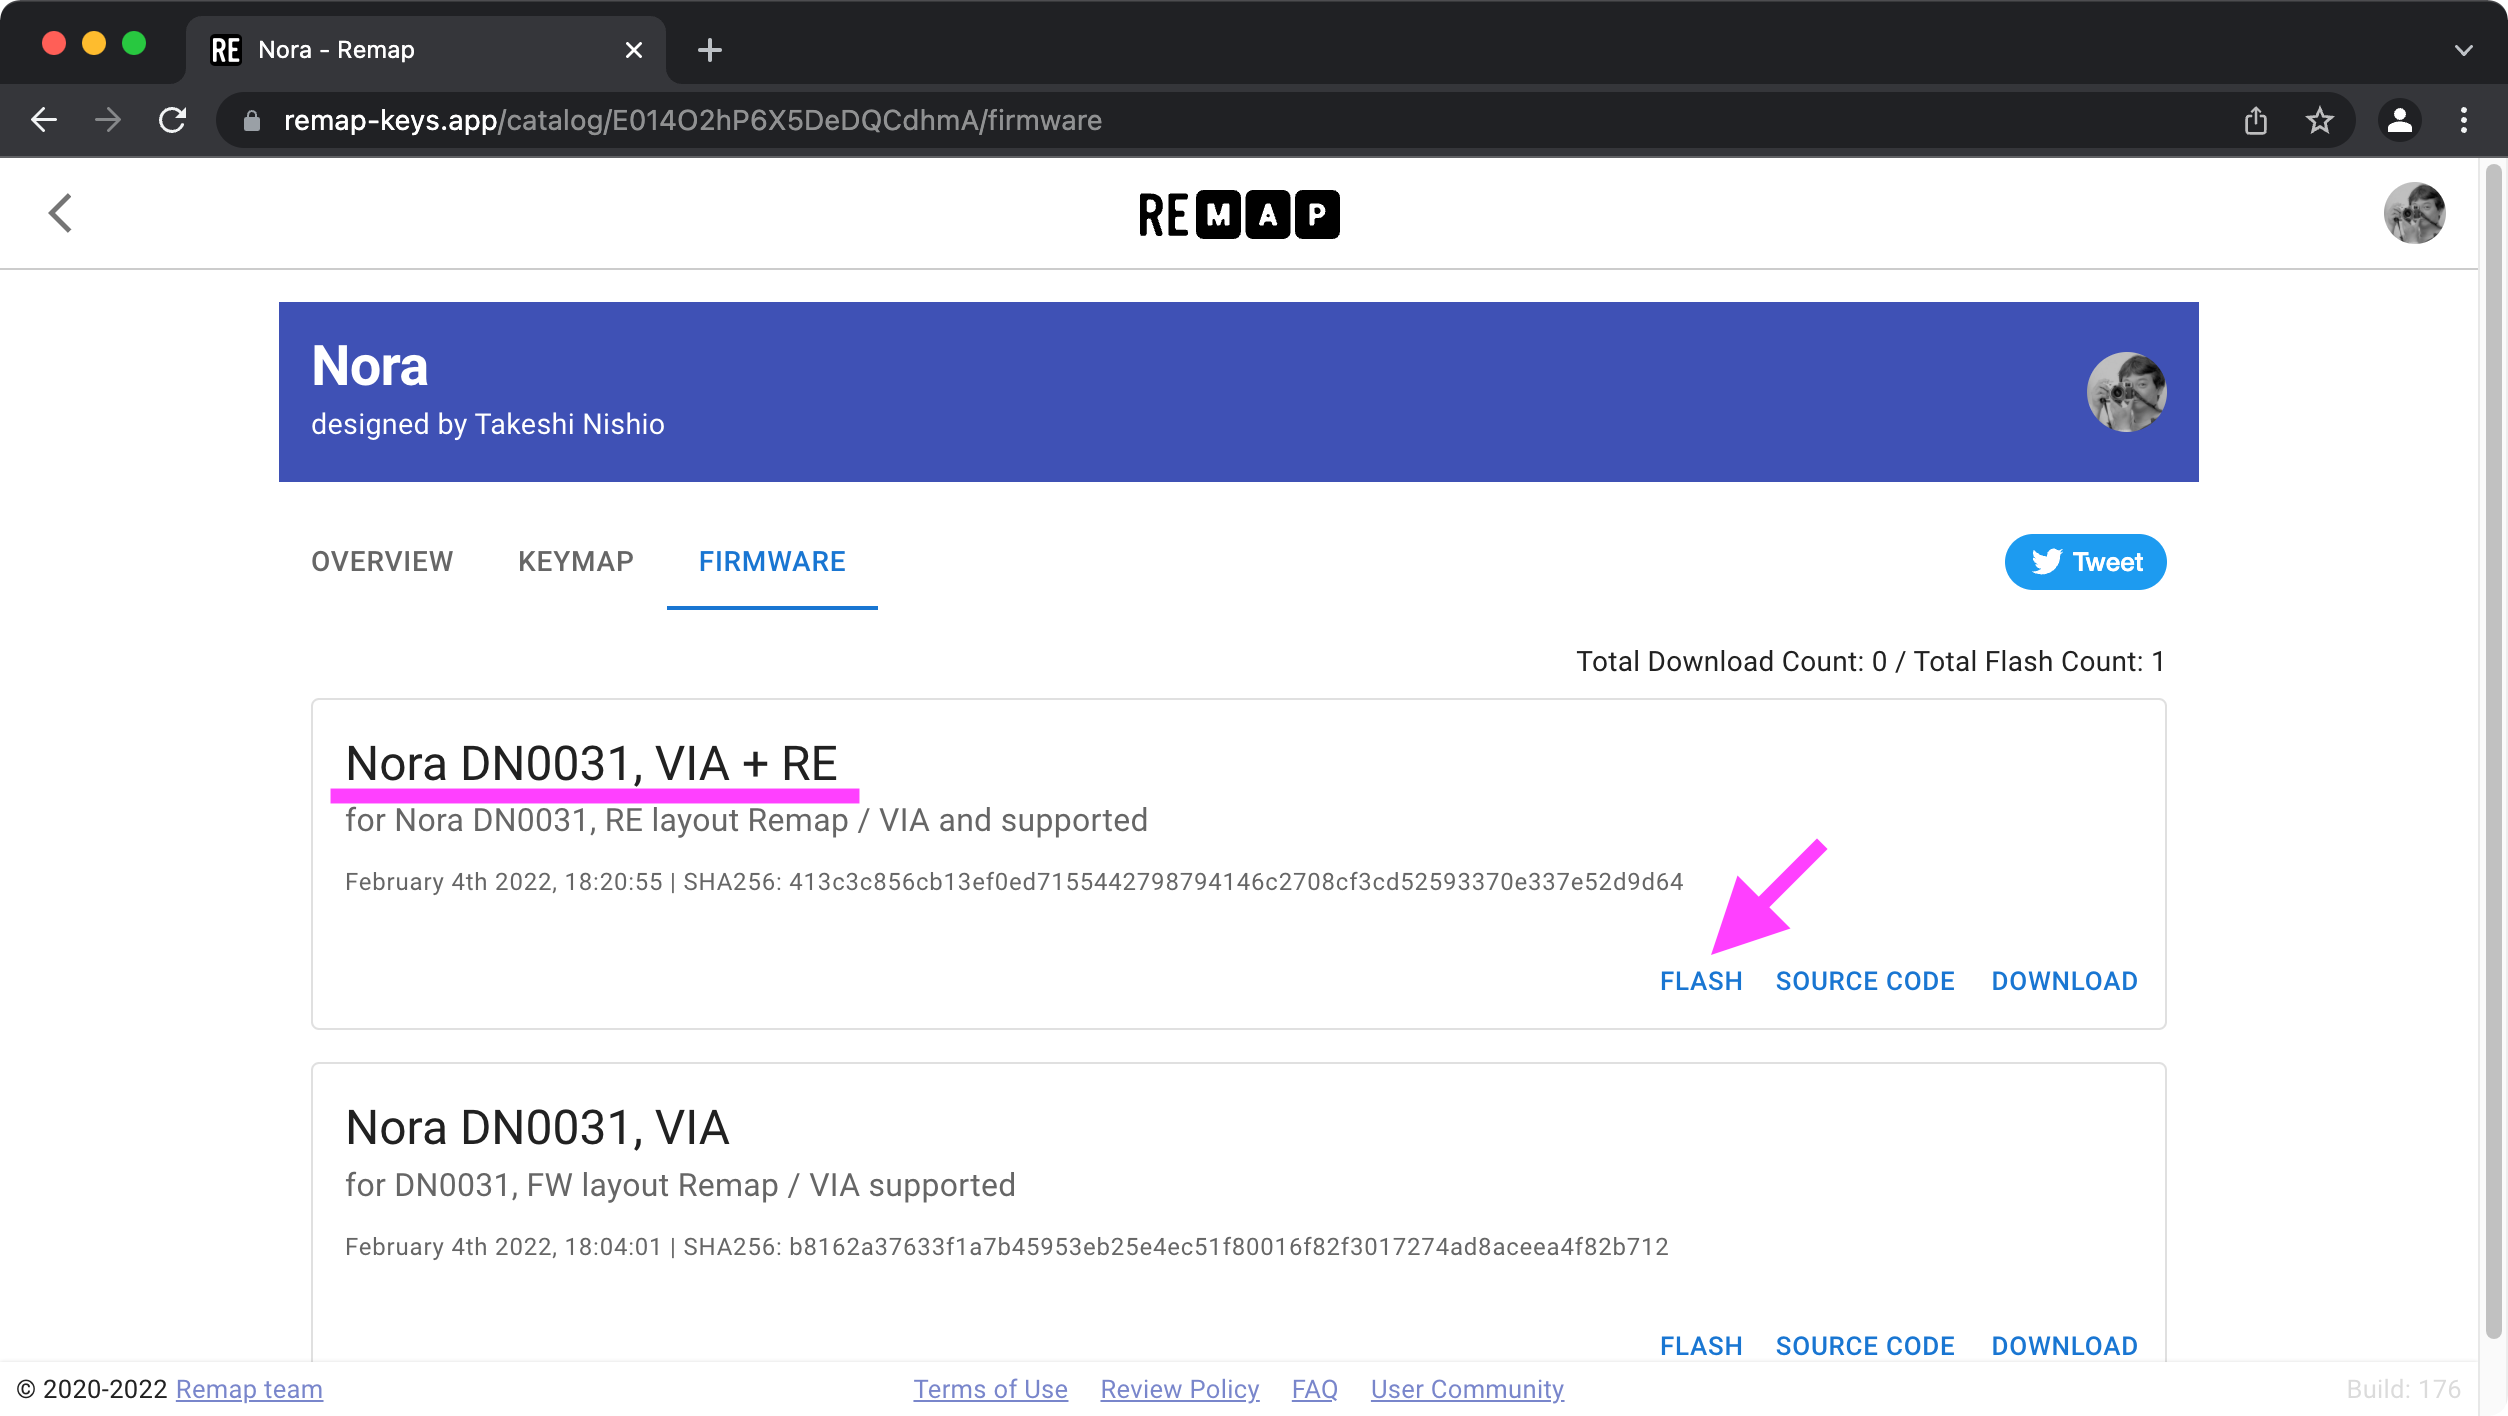 RE Nora - Remap
remap-keys.app/catalog/E014O2hP6X5DeDQCdhmA/firmware
REMAP
Nora
designed by Takeshi Nishio
OVERVIEW KEYMAP FIRMWARE
Tweet
Total Download Count: 0 / Total Flash Count: 1
Nora DN0031, VIA + RE
for Nora DN0031, RE layout Remap / VIA and supported
February 4th 2022, 18:20:55 | SHA256: 413c3c856cb13ef0ed7155442798794146c2708cf3cd52593370e337e52d9d64
FLASH SOURCE CODE DOWNLOAD
Nora DN0031, VIA
for DN0031, FW layout Remap / VIA supported
February 4th 2022, 18:04:01 | SHA256: b8162a37633f1a7b45953eb25e4ec51f80016f82f3017274ad8aceea4f82b712
FLASH SOURCE CODE DOWNLOAD
© 2020-2022 Remap team Terms of Use Review Policy FAQ User Community Build: 176